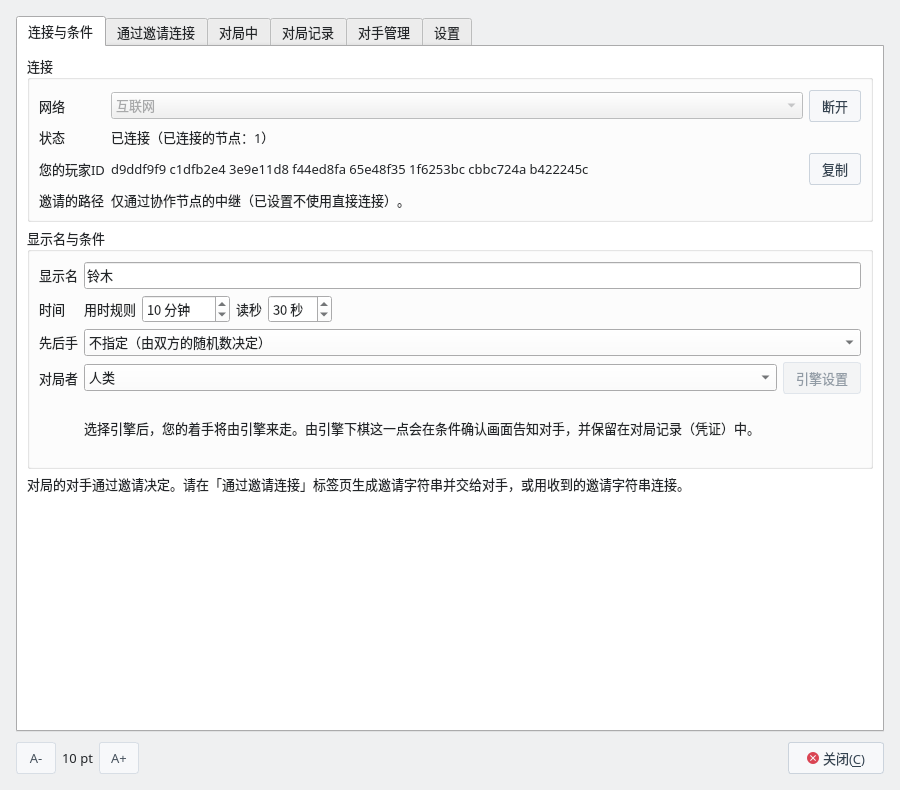 连接与条件 通过邀请连接 对局中 对局记录 对手管理 设置
连接
网络 互联网 断开
状态 已连接（已连接的节点：1）
您的玩家ID d9ddf9f9 c1dfb2e4 3e9e11d8 f44ed8fa 65e48f35 1f6253bc cbbc724a b422245c 复制
邀请的路径 仅通过协作节点的中继（已设置不使用直接连接）。
显示名与条件
显示名 铃木
时间 用时规则 10 分钟 读秒 30 秒
先后手 不指定（由双方的随机数决定）
对局者 人类 引擎设置
选择引擎后，您的着手将由引擎来走。由引擎下棋这一点会在条件确认画面告知对手，并保留在对局记录（凭证）中。
对局的对手通过邀请决定。请在「通过邀请连接」标签页生成邀请字符串并交给对手，或用收到的邀请字符串连接。
A- 10 pt A+ 关闭(C)